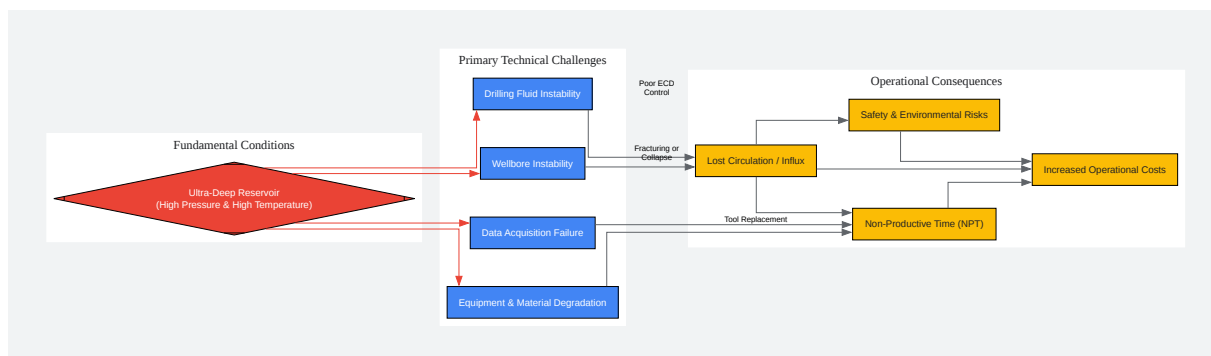 Fundamental Conditions
Ultra-Deep Reservoir
(High Pressure & High Temperature)
Primary Technical Challenges
Drilling Fluid Instability
Wellbore Instability
Data Acquisition Failure
Equipment & Material Degradation
Poor ECD
Control
Fracturing or
Collapse
Tool Replacement
Operational Consequences
Safety & Environmental Risks
Lost Circulation / Influx
Increased Operational Costs
Non-Productive Time (NPT)